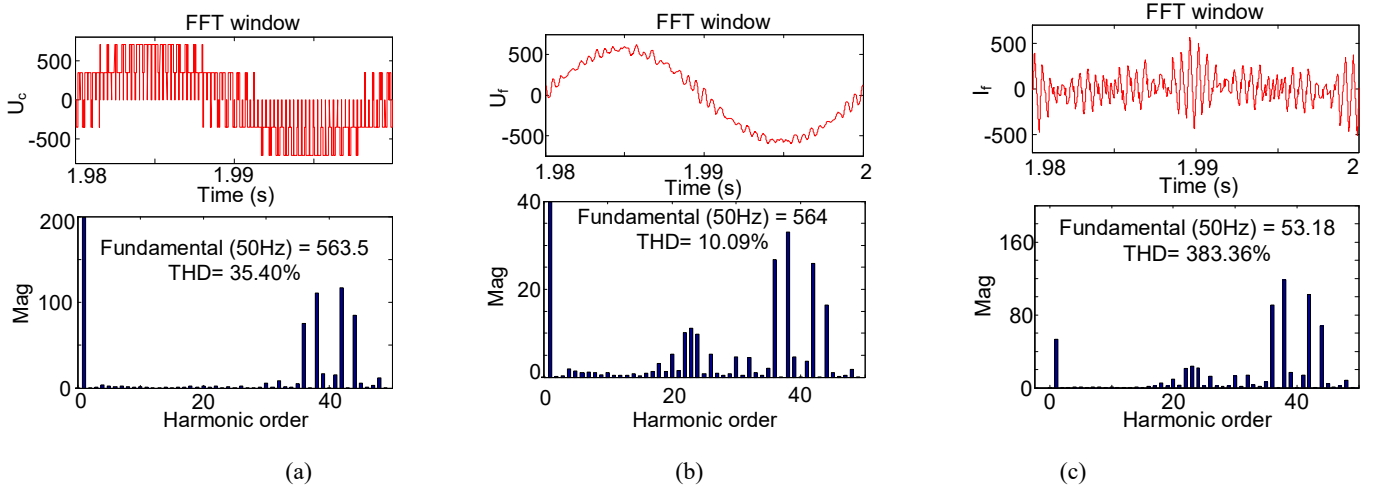 FFT window
500
0
-500
U_c
1.98
1.99
Time (s)
200
100
0
Mag
Fundamental (50Hz) = 563.5
THD= 35.40%
0
20
40
Harmonic order
(a)
FFT window
500
0
-500
U_f
1.98
1.99
2
Time (s)
40
20
0
Mag
Fundamental (50Hz) = 564
THD= 10.09%
0
20
40
Harmonic order
(b)
FFT window
500
0
-500
I_f
1.98
1.99
2
Time (s)
160
80
0
Mag
Fundamental (50Hz) = 53.18
THD= 383.36%
0
20
40
Harmonic order
(c)